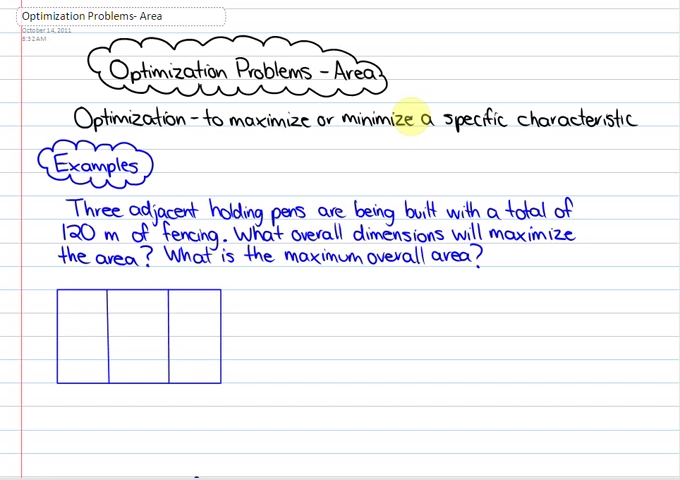 Optimization Problems- Area
October 14, 2011
8:32 AM
Optimization Problems - Area
Optimization - to maximize or minimize a specific characteristic
Examples
Three adjacent holding pens are being built with a total of
120 m of fencing. What overall dimensions will maximize
the area? What is the maximum overall area?